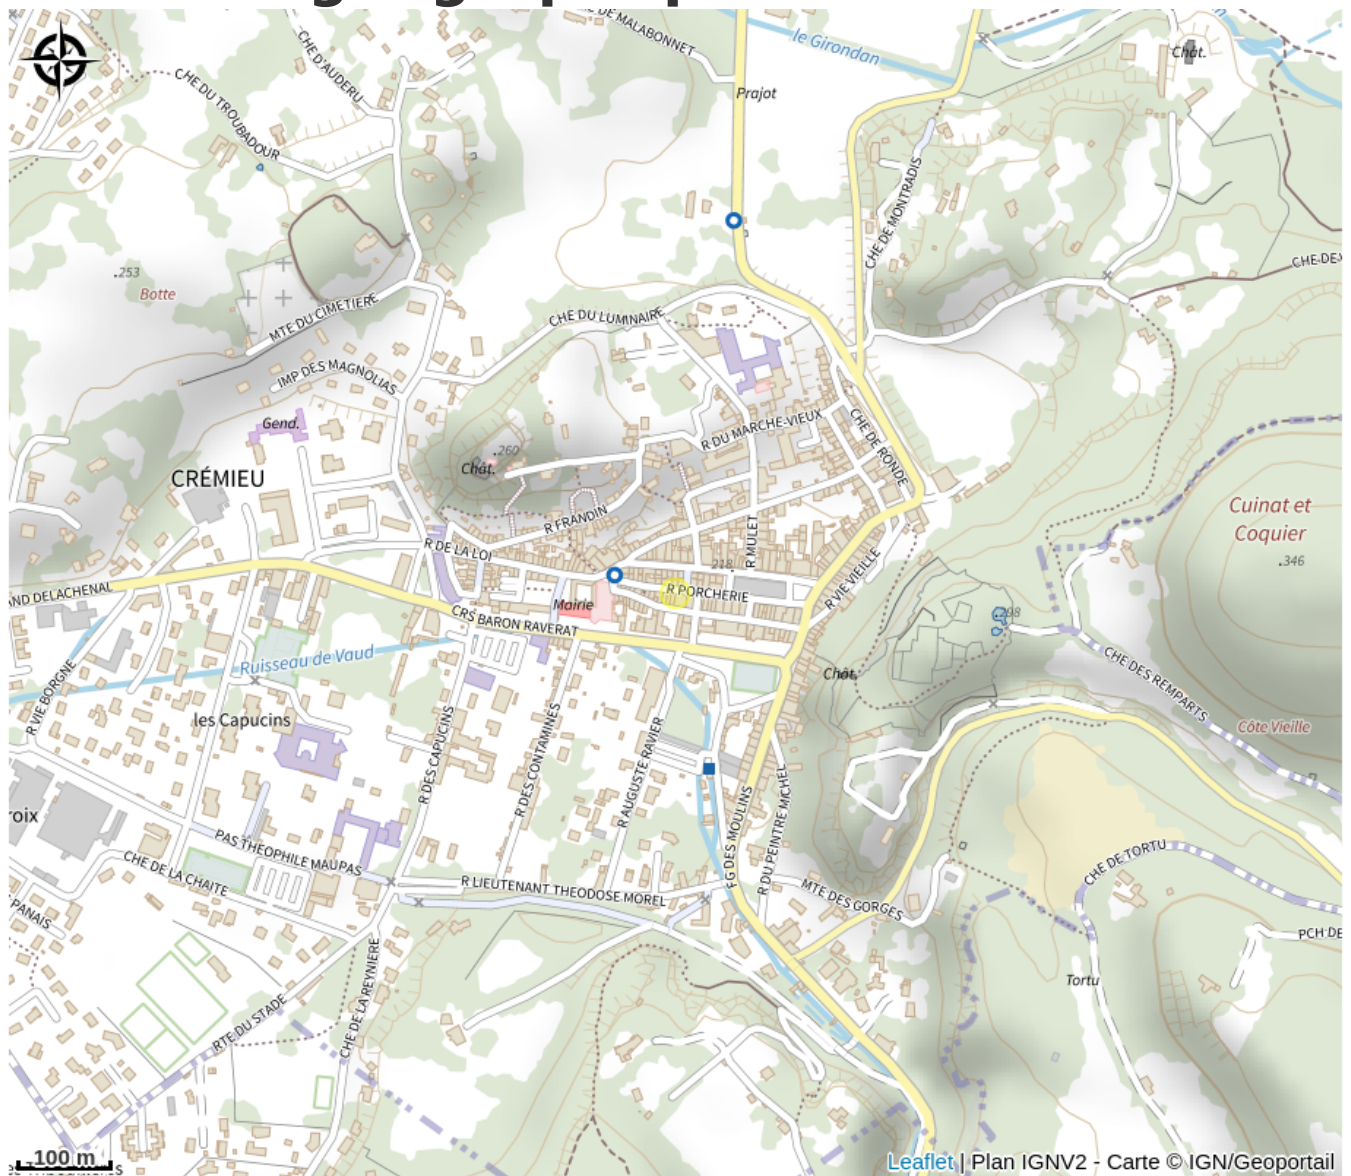 DE MALABONNET
le Girondan
Chât.
CHE D'AUDERU
CHE DU TROUBADOUR
Prajot
CHE DE MONTRADIS
CHE DE
.253
Botte
MTE DU CIMETIERE
CHE DU LUMINAIRE
IMP DES MAGNOLIAS
Gend.
R DU MARCHE-VIEUX
CHE DE RONDE
.260
Chât.
CRÉMIEU
Cuinat et
Coquier
.346
R FRANDIN
R MULET
R DE LA LOI
218
R PORCHERIE
R VIE VIEILLE
AND DELACHENAL
Mairie
CRS BARON RAVERAT
.298
Ruisseau de Vaud
Chât.
CHE DES REMPARTS
R VIE BORGNE
les Capucins
Côte Vieille
R DES CAPUCINS
R DES CONTAMINES
R AUGUSTE RAVIER
FG DES MOULINS
R DU PEINTRE MICHEL
roix
PAS THEOPHILE MAUPAS
CHE DE LA CHAITE
CHE DE TORTU
R LIEUTENANT THEODOSE MOREL
MTE DES GORGES
PANAIS
PCH DE
CHE DE LA REYNIERE
Tortu
RTE DU STADE
100 m
Leaflet | Plan IGNV2 - Carte © IGN/Geoportail